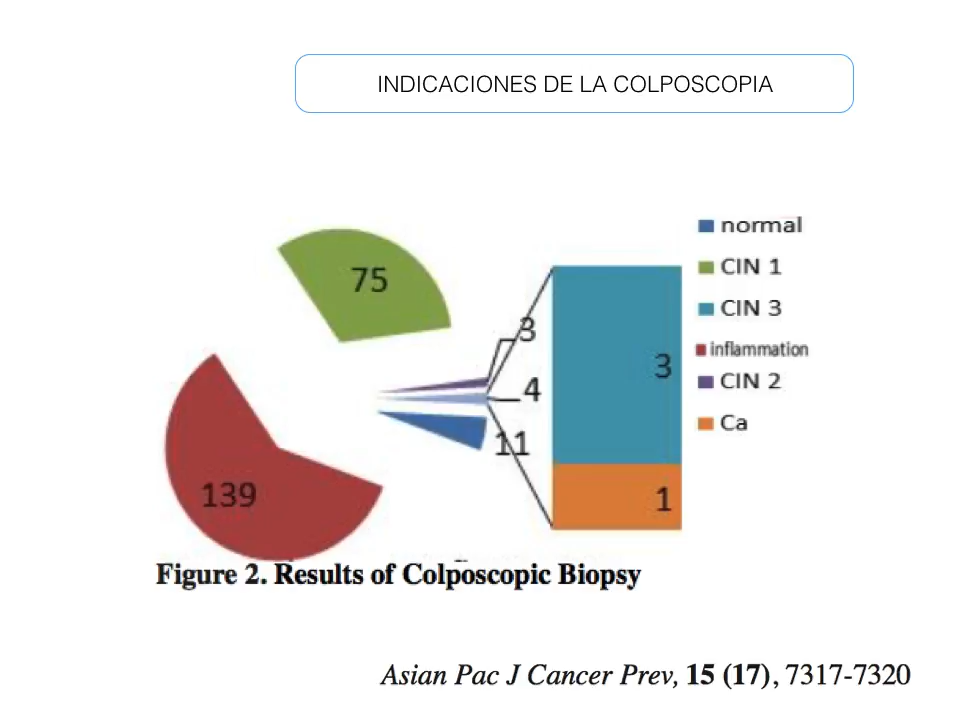 INDICACIONES DE LA COLPOSCOPIA
normal
CIN 1
CIN 3
inflammation
CIN 2
Ca
75
3
4
11
139
3
1
Figure 2. Results of Colposcopic Biopsy
Asian Pac J Cancer Prev, 15 (17), 7317-7320